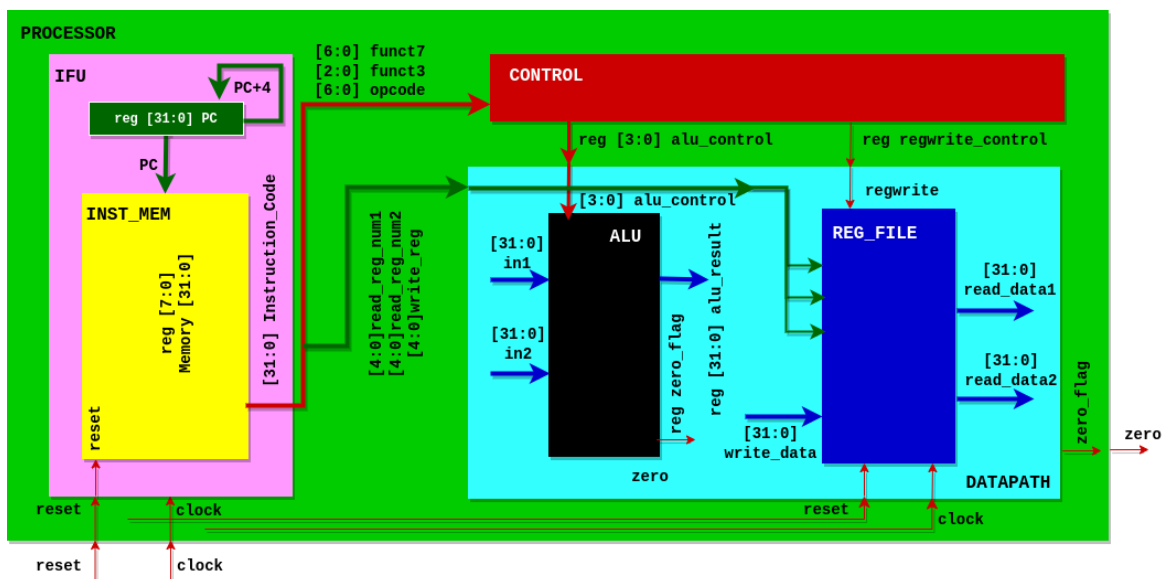 PROCESSOR
IFU
PC+4
reg [31:0] PC
PC
INST_MEM
reg [7:0]
Memory [31:0]
reset
[31:0] Instruction_Code
[6:0] funct7
[2:0] funct3
[6:0] opcode
CONTROL
reg [3:0] alu_control
reg regwrite_control
[4:0]read_reg_num1
[4:0]read_reg_num2
[4:0]write_reg
[3:0] alu_control
regwrite
ALU
[31:0]
in1
[31:0]
in2
reg zero_flag
reg [31:0] alu_result
zero
REG_FILE
[31:0]
read_data1
[31:0]
read_data2
[31:0]
write_data
DATAPATH
zero_flag
zero
reset
clock
reset
clock
reset
clock